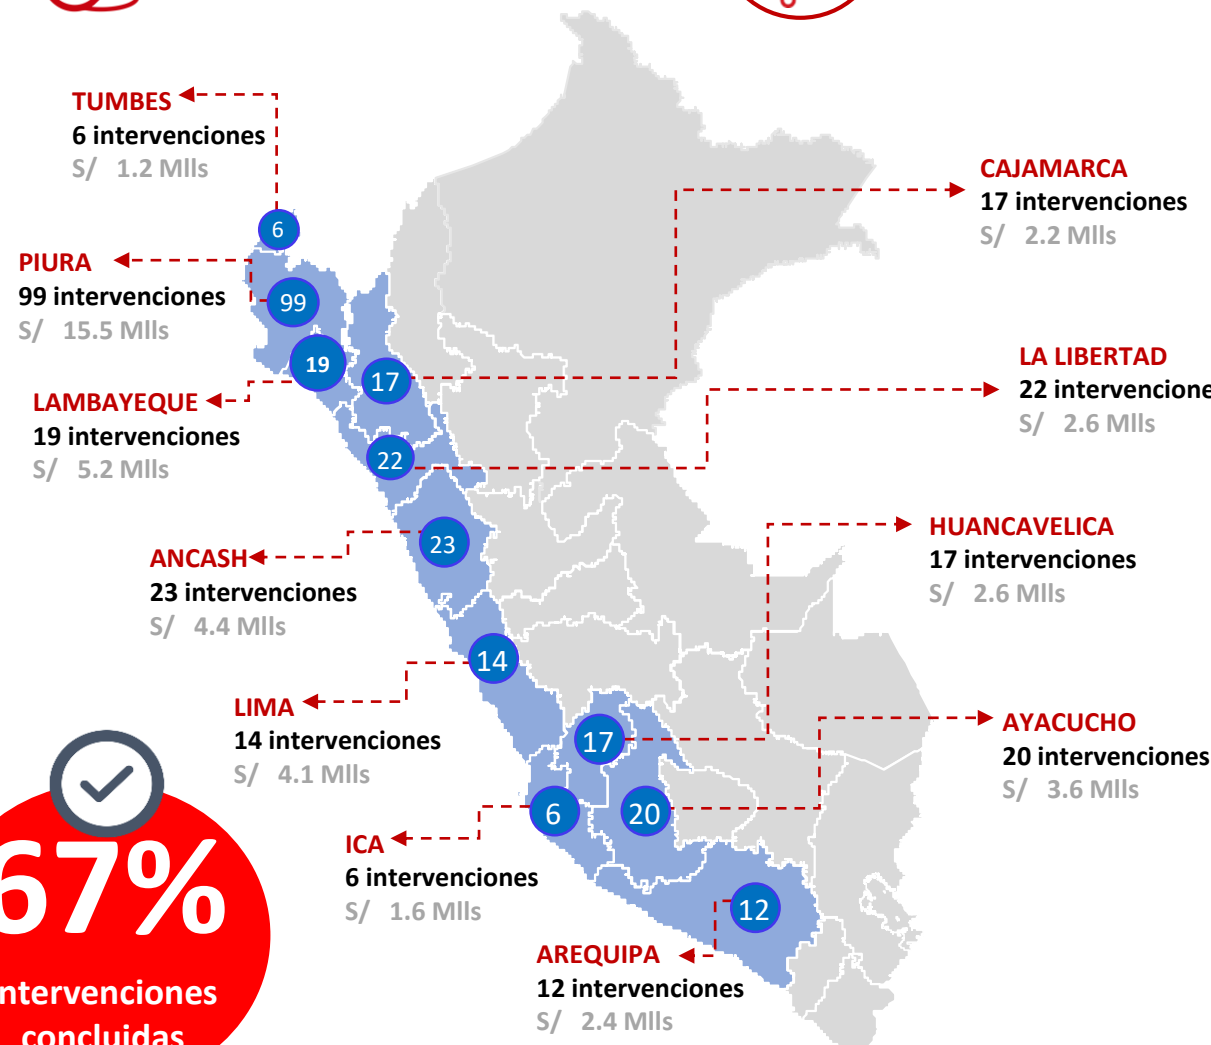 TUMBES
6 intervenciones
S/ 1.2 Mlls
6
CAJAMARCA
17 intervenciones
S/ 2.2 Mlls
PIURA
99 intervenciones
S/ 15.5 Mlls
99
19
17
LAMBAYEQUE
19 intervenciones
S/ 5.2 Mlls
LA LIBERTAD
22 intervencione
S/ 2.6 Mlls
22
ANCASH
23 intervenciones
S/ 4.4 Mlls
23
HUANCAVELICA
17 intervenciones
S/ 2.6 Mlls
LIMA
14 intervenciones
S/ 4.1 Mlls
14
17
AYACUCHO
20 intervenciones
S/ 3.6 Mlls
ICA
6 intervenciones
S/ 1.6 Mlls
6
20
AREQUIPA
12 intervenciones
S/ 2.4 Mlls
12
67%
ntervenciones
concluidas